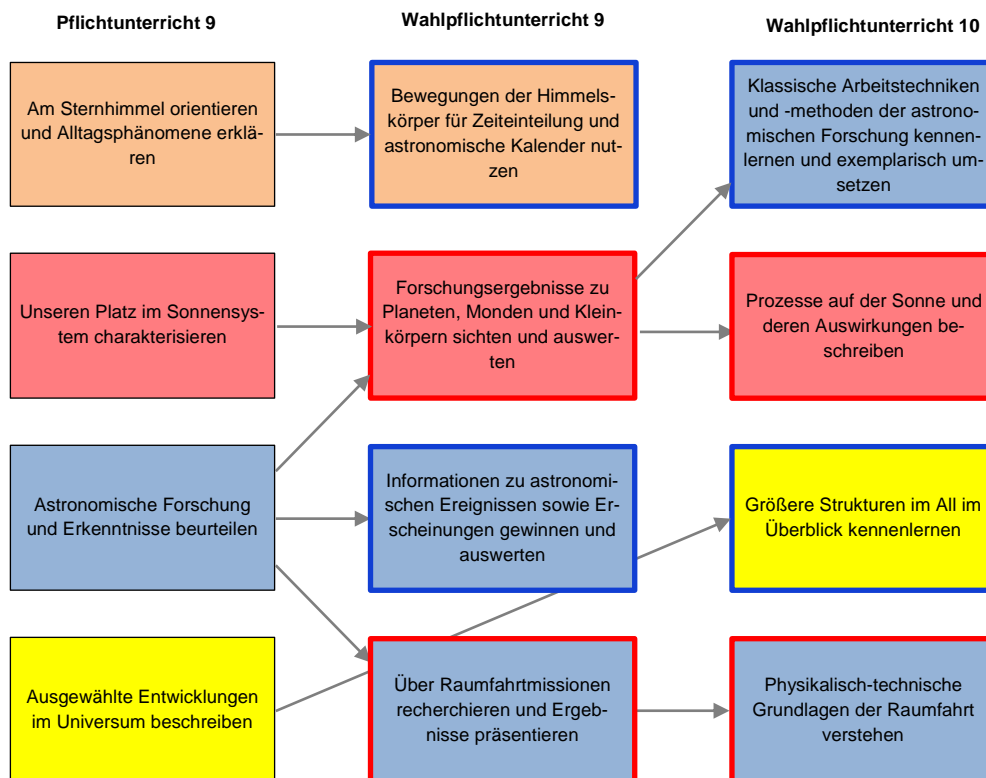 Pflichtunterricht 9
Wahlpflichtunterricht 9
Wahlpflichtunterricht 10
Am Sternhimmel orientieren
und Alltagsphänomene erklä-
ren
Bewegungen der Himmels-
körper für Zeiteinteilung und
astronomische Kalender nut-
zen
Klassische Arbeitstechniken
und -methoden der astrono-
mischen Forschung kennen-
lernen und exemplarisch um-
setzen
Unseren Platz im Sonnensys-
tem charakterisieren
Forschungsergebnisse zu
Planeten, Monden und Klein-
körpern sichten und auswer-
ten
Prozesse auf der Sonne und
deren Auswirkungen be-
schreiben
Astronomische Forschung
und Erkenntnisse beurteilen
Informationen zu astronomi-
schen Ereignissen sowie Er-
scheinungen gewinnen und
auswerten
Größere Strukturen im All im
Überblick kennenlernen
Ausgewählte Entwicklungen
im Universum beschreiben
Über Raumfahrtmissionen
recherchieren und Ergeb-
nisse präsentieren
Physikalisch-technische
Grundlagen der Raumfahrt
verstehen